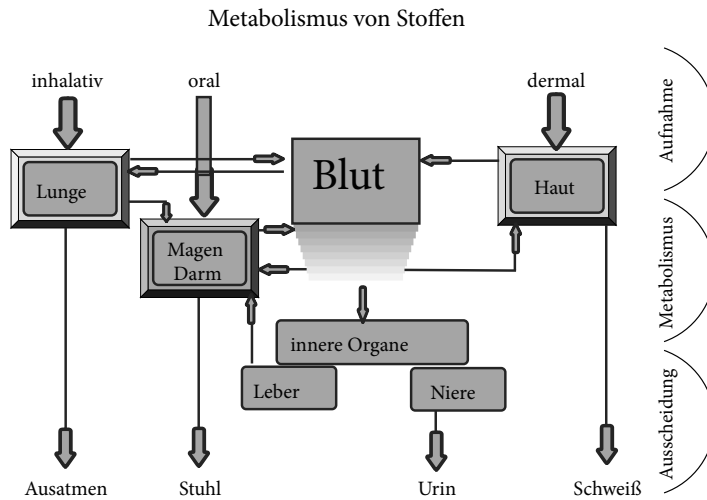 Metabolismus von Stoffen
inhalativ
oral
dermal
Aufnahme
Lunge
Blut
Haut
Magen
Darm
Metabolismus
innere Organe
Leber
Niere
Ausscheidung
Ausatmen
Stuhl
Urin
Schweiß